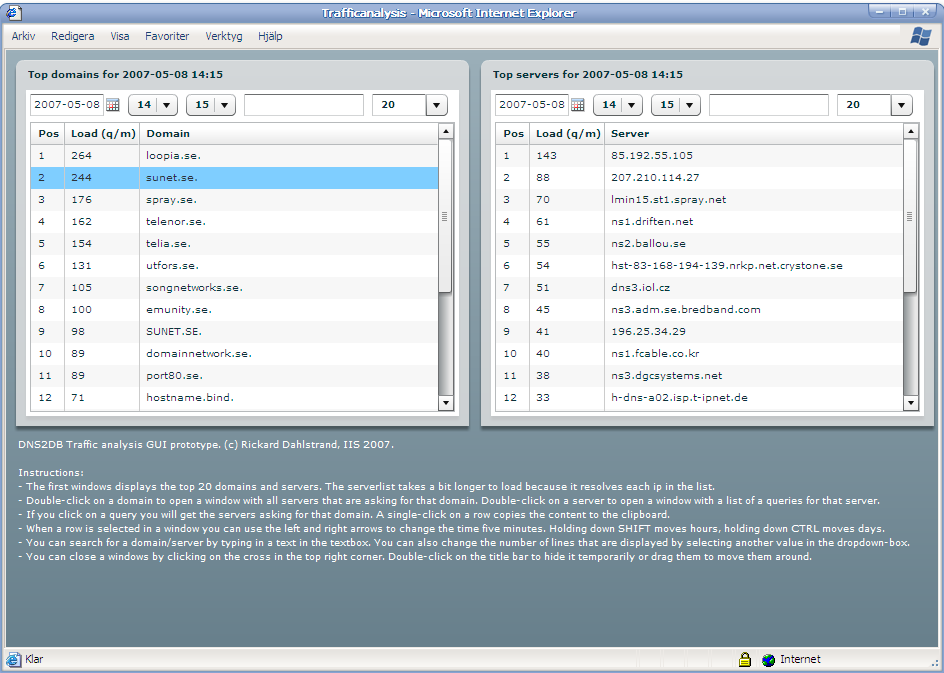 Trafficanalysis - Microsoft Internet Explorer
Arkiv Redigera Visa Favoriter Verktyg Hjälp
Top domains for 2007-05-08 14:15
2007-05-08 14 15 20
Pos Load (q/m) Domain
1 264 loopia.se.
2 244 sunet.se.
3 176 spray.se.
4 162 telenor.se.
5 154 telia.se.
6 131 utfors.se.
7 105 songnetworks.se.
8 100 emunity.se.
9 98 SUNET.SE.
10 89 domainnetwork.se.
11 89 port80.se.
12 71 hostname.bind.
Top servers for 2007-05-08 14:15
2007-05-08 14 15 20
Pos Load (q/m) Server
1 143 85.192.55.105
2 88 207.210.114.27
3 70 lmin15.st1.spray.net
4 61 ns1.driften.net
5 55 ns2.ballou.se
6 54 hst-83-168-194-139.nrkp.net.crystone.se
7 51 dns3.iol.cz
8 45 ns3.adm.se.bredband.com
9 41 196.25.34.29
10 40 ns1.fcable.co.kr
11 38 ns3.dgcsystems.net
12 33 h-dns-a02.isp.t-ipnet.de
DNS2DB Traffic analysis GUI prototype. (c) Rickard Dahlstrand, IIS 2007.
Instructions:
- The first windows displays the top 20 domains and servers. The serverlist takes a bit longer to load because it resolves each ip in the list.
- Double-click on a domain to open a window with all servers that are asking for that domain. Double-click on a server to open a window with a list of queries for that server.
- If you click on a query you will get the servers asking for that domain. A single-click on a row copies the content to the clipboard.
- When a row is selected in a window you can use the left and right arrows to change the time five minutes. Holding down SHIFT moves hours, holding down CTRL moves days.
- You can search for a domain/server by typing in a text in the textbox. You can also change the number of lines that are displayed by selecting another value in the dropdown-box.
- You can close a windows by clicking on the cross in the top right corner. Double-click on the title bar to hide it temporarily or drag them to move them around.
Klar Internet